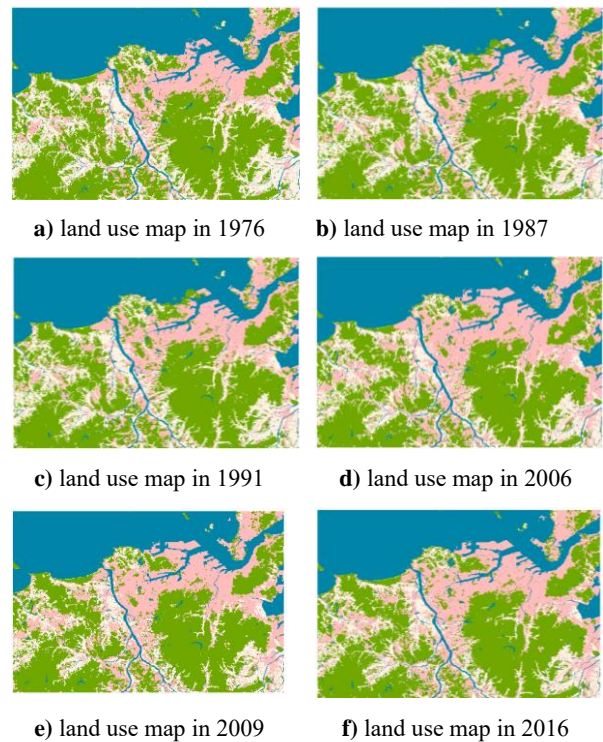 a) land use map in 1976
b) land use map in 1987
c) land use map in 1991
d) land use map in 2006
e) land use map in 2009
f) land use map in 2016